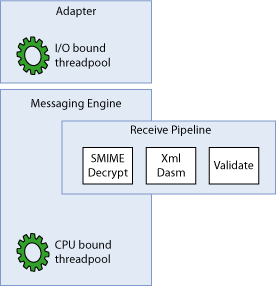 Adapter
I/O bound
threadpool
Messaging Engine
Receive Pipeline
SMIME
Decrypt
Xml
Dasm
Validate
CPU bound
threadpool